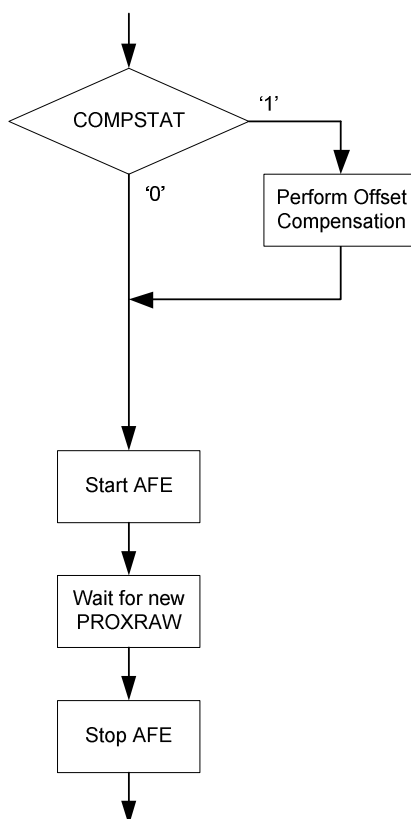 COMPSTAT
‘1’
Perform Offset
Compensation
‘0’
Start AFE
Wait for new
PROXRAW
Stop AFE